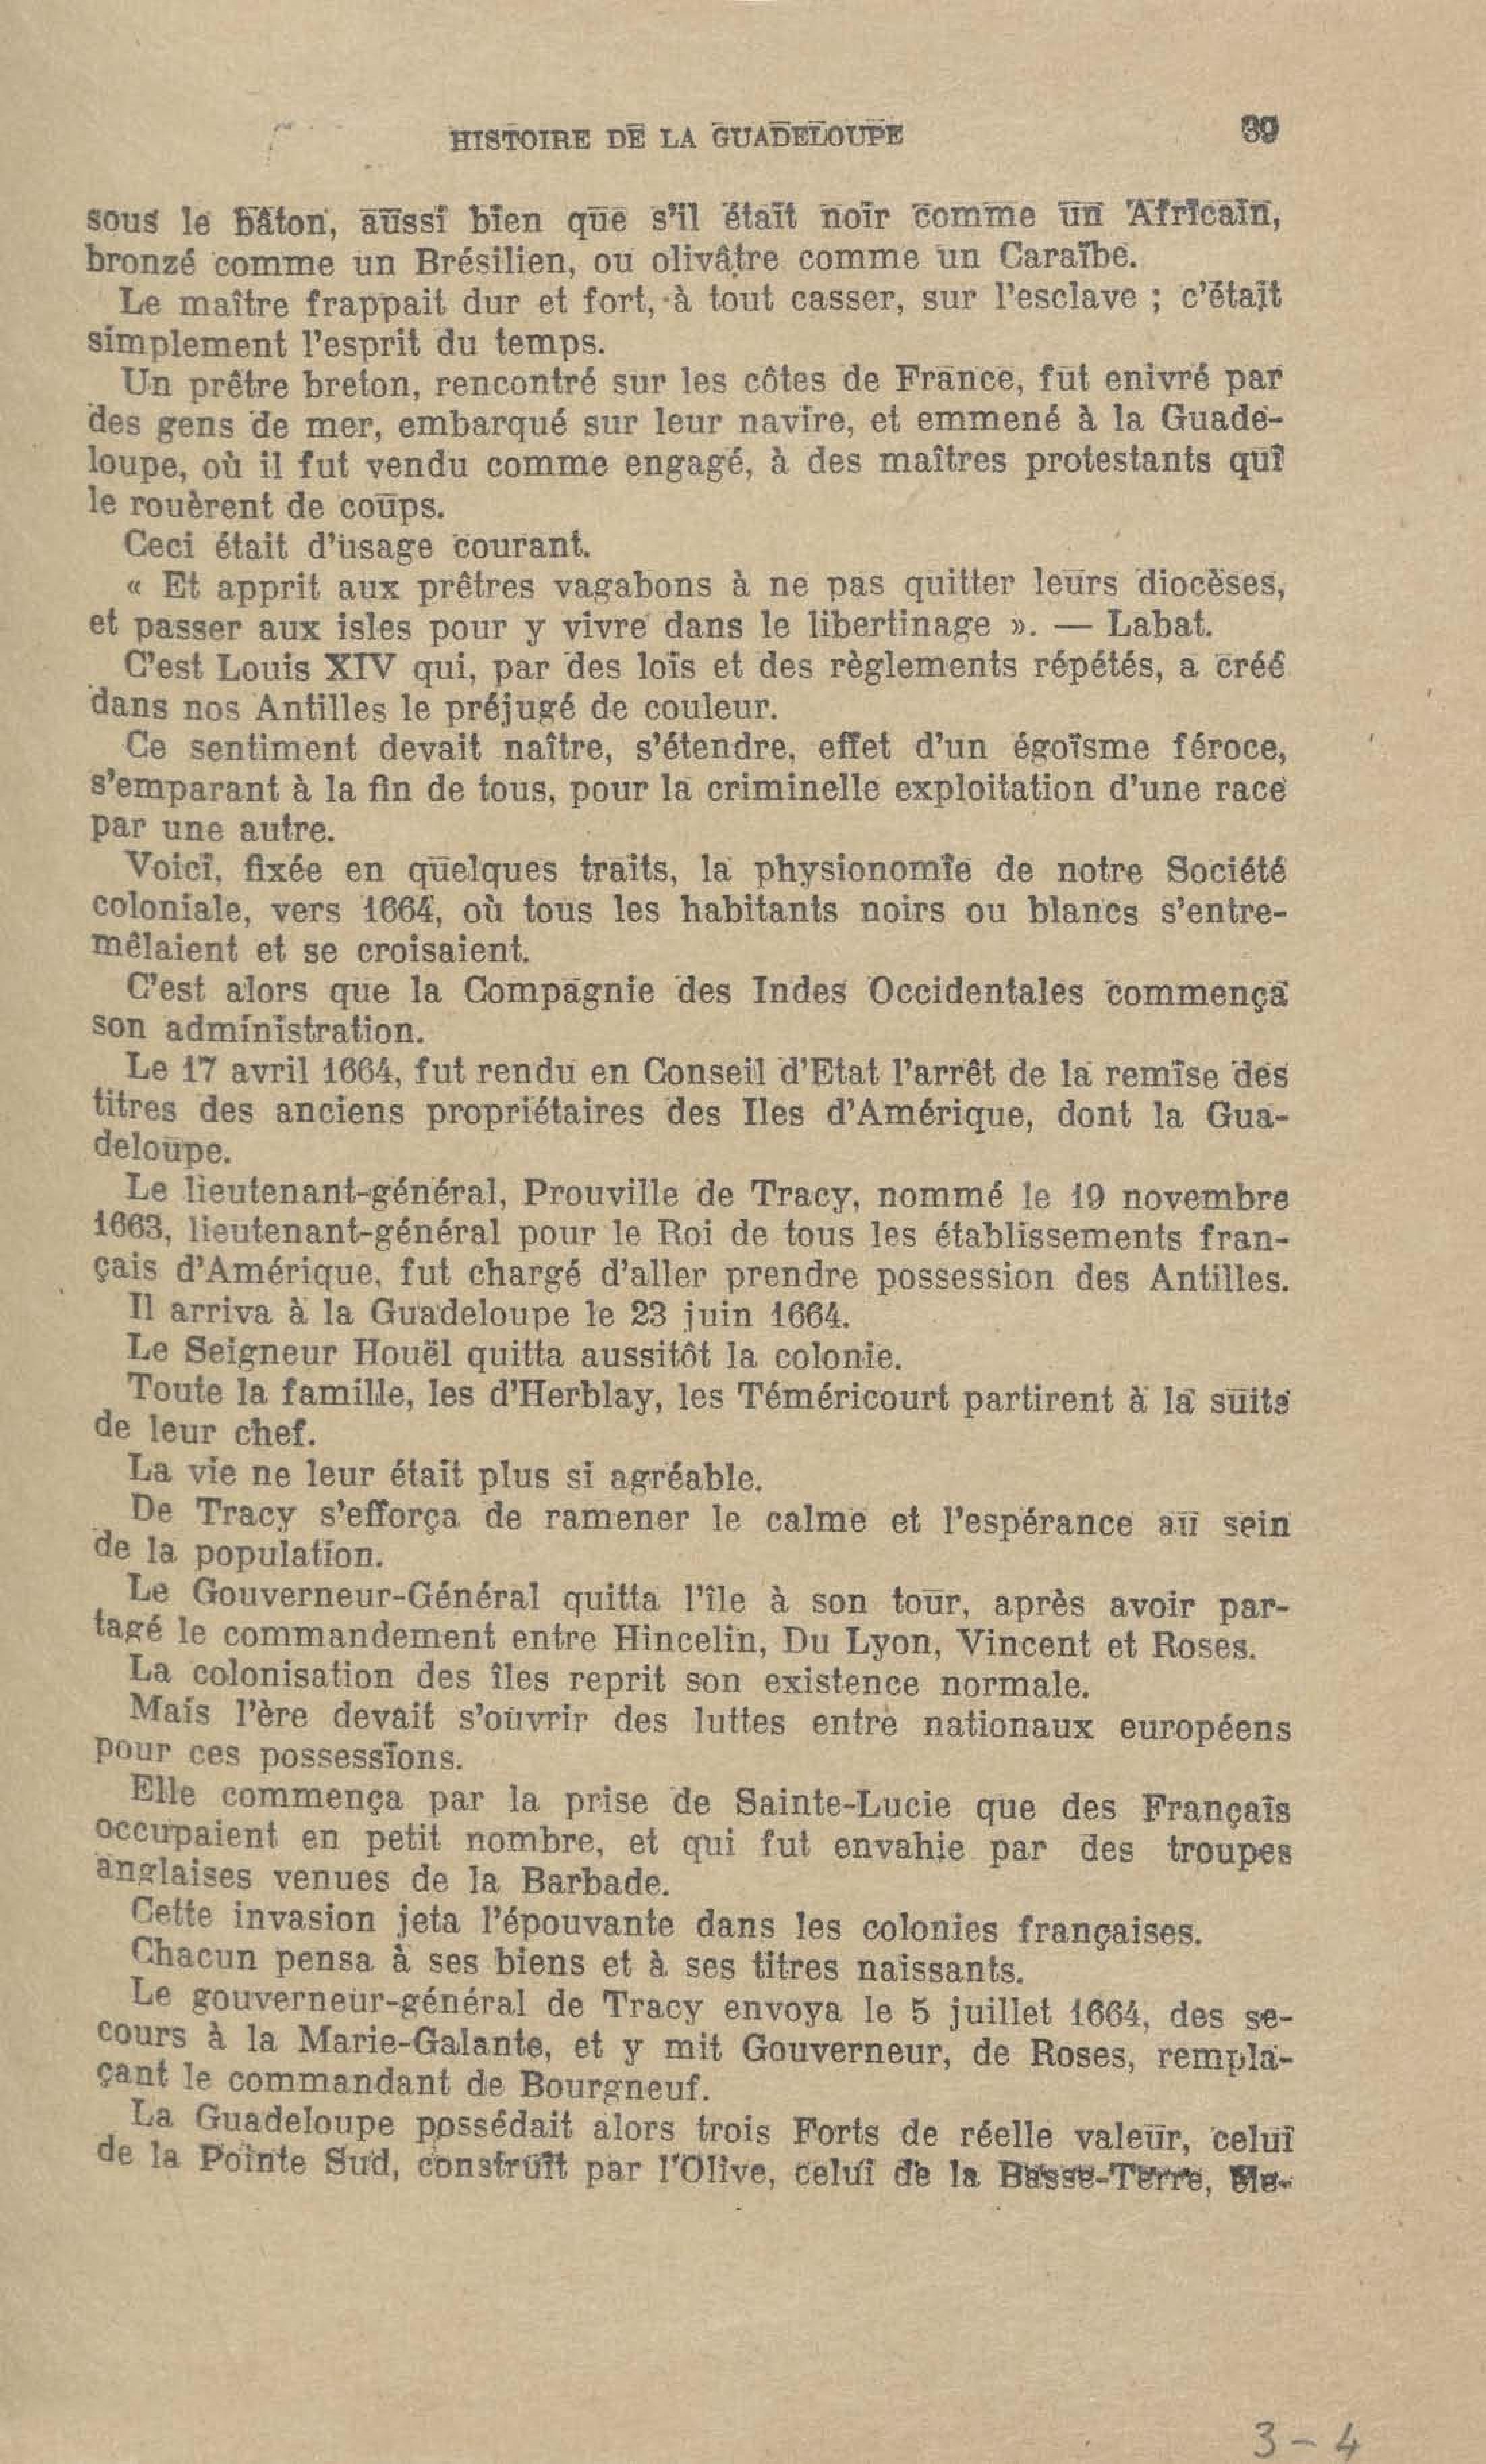 HISTOIRE DE LA GUADELOUPE 39
sous le bâton, aussi bien que s'il était noir comme un Africain,
bronzé comme un Brésilien, ou olivâtre comme un Caraïbe.
Le maître frappait dur et fort, à tout casser, sur l'esclave ; c'était
simplement l'esprit du temps.
Un prêtre breton, rencontré sur les côtes de France, fut enivré par
des gens de mer, embarqué sur leur navire, et emmené à la Guade-
loupe, où il fut vendu comme engagé, à des maîtres protestants qui
le rouèrent de coups.
Ceci était d'usage courant.
« Et apprit aux prêtres vagabons à ne pas quitter leurs diocèses,
et passer aux isles pour y vivre dans le libertinage ». — Labat.
C'est Louis XIV qui, par des lois et des règlements répétés, a créé
dans nos Antilles le préjugé de couleur.
Ce sentiment devait naître, s'étendre, effet d'un égoïsme féroce,
s'emparant à la fin de tous, pour la criminelle exploitation d'une race
par une autre.
Voici, fixée en quelques traits, la physionomie de notre Société
coloniale, vers 1664, où tous les habitants noirs ou blancs s'entre-
mêlaient et se croisaient.
C'est alors que la Compagnie des Indes Occidentales commença
son administration.
Le 17 avril 1664, fut rendu en Conseil d'Etat l'arrêt de la remise des
titres des anciens propriétaires des Iles d'Amérique, dont la Gua-
deloupe.
Le lieutenant-général, Prouville de Tracy, nommé le 19 novembre
1663, lieutenant-général pour le Roi de tous les établissements fran-
çais d'Amérique, fut chargé d'aller prendre possession des Antilles.
Il arriva à la Guadeloupe le 23 juin 1664.
Le Seigneur Houël quitta aussitôt la colonie.
Toute la famille, les d'Herblay, les Téméricourt partirent à la suite
de leur chef.
La vie ne leur était plus si agréable.
De Tracy s'efforça de ramener le calme et l'espérance au sein
de la population.
Le Gouverneur-Général quitta l'île à son tour, après avoir par-
tagé le commandement entre Hincelin, Du Lyon, Vincent et Roses.
La colonisation des îles reprit son existence normale.
Mais l'ère devait s'ouvrir des luttes entre nationaux européens
pour ces possessions.
Elle commença par la prise de Sainte-Lucie que des Français
occupaient en petit nombre, et qui fut envahie par des troupes
anglaises venues de la Barbade.
Cette invasion jeta l'épouvante dans les colonies françaises.
Chacun pensa à ses biens et à ses titres naissants.
Le gouverneur-général de Tracy envoya le 5 juillet 1664, des se-
cours à la Marie-Galante, et y mit Gouverneur, de Roses, rempla-
çant le commandant de Bourgneuf.
La Guadeloupe possédait alors trois Forts de réelle valeur, celui
de la Pointe Sud, construit par l'Olive, celui de la Basse-Terre,
3-4